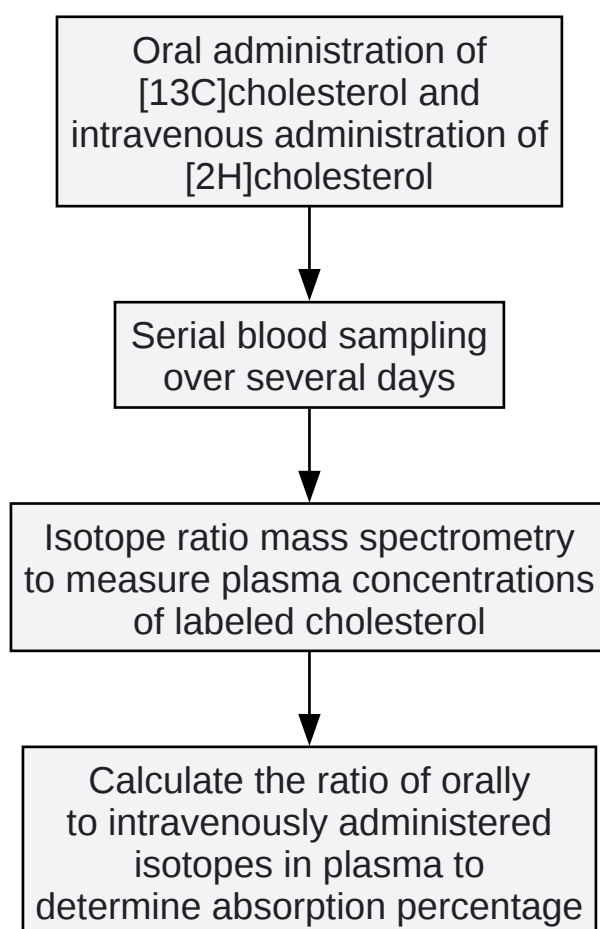 Oral administration of
[13C]cholesterol and
intravenous administration of
[2H]cholesterol
Serial blood sampling
over several days
Isotope ratio mass spectrometry
to measure plasma concentrations
of labeled cholesterol
Calculate the ratio of orally
to intravenously administered
isotopes in plasma to
determine absorption percentage